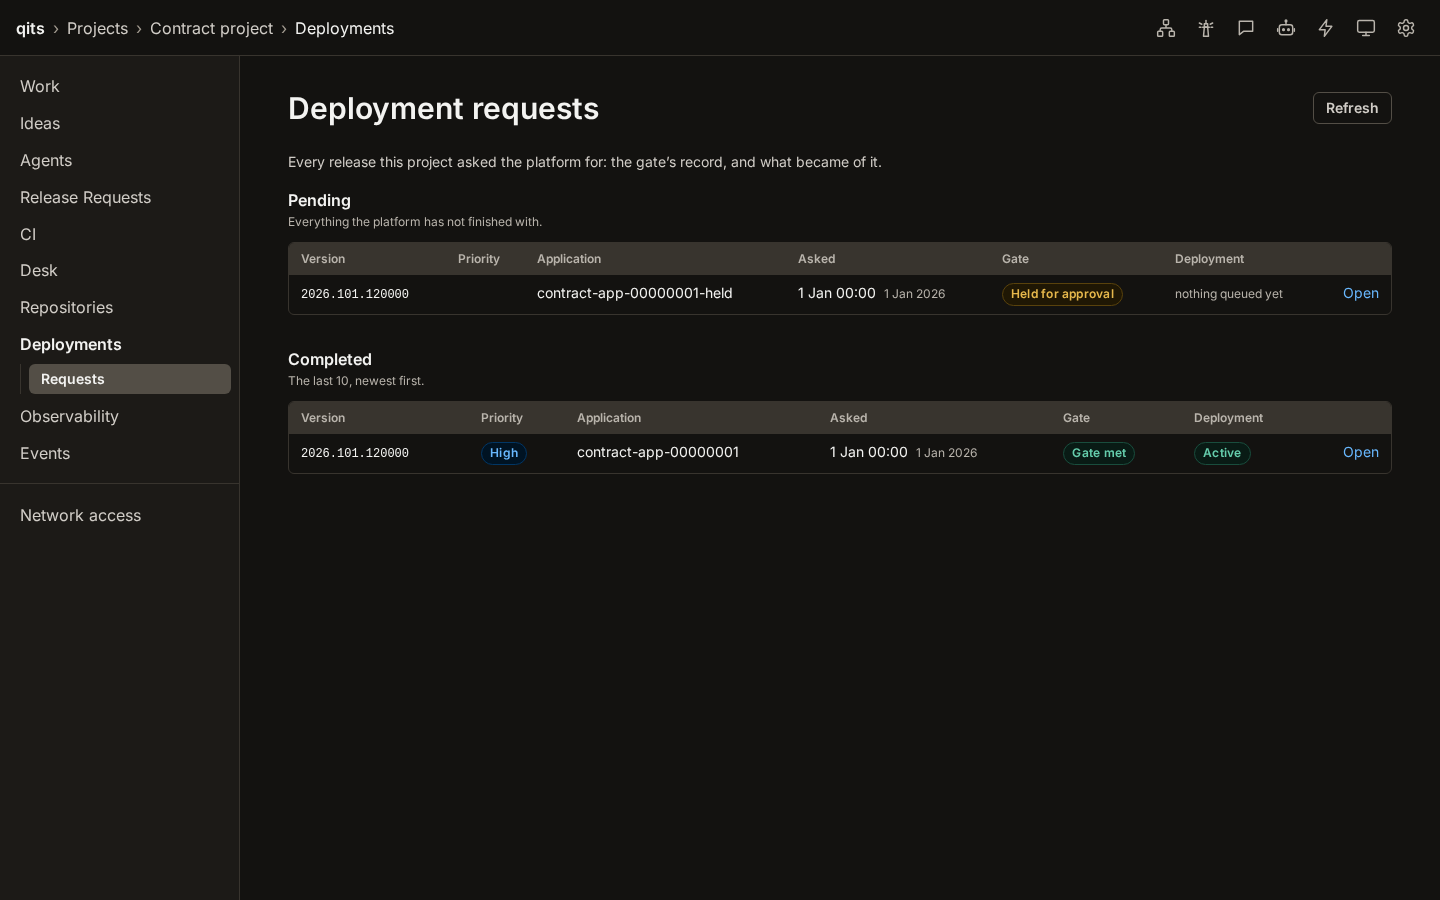 qits › Projects › Contract project › Deployments
Work
Ideas
Agents
Release Requests
CI
Desk
Repositories
Deployments
Requests
Observability
Events
Network access
Deployment requests
Refresh
Every release this project asked the platform for: the gate’s record, and what became of it.
Pending
Everything the platform has not finished with.
Version Priority Application Asked Gate Deployment
2026.101.120000 contract-app-00000001-held 1 Jan 00:00 1 Jan 2026 Held for approval nothing queued yet Open
Completed
The last 10, newest first.
Version Priority Application Asked Gate Deployment
2026.101.120000 High contract-app-00000001 1 Jan 00:00 1 Jan 2026 Gate met Active Open